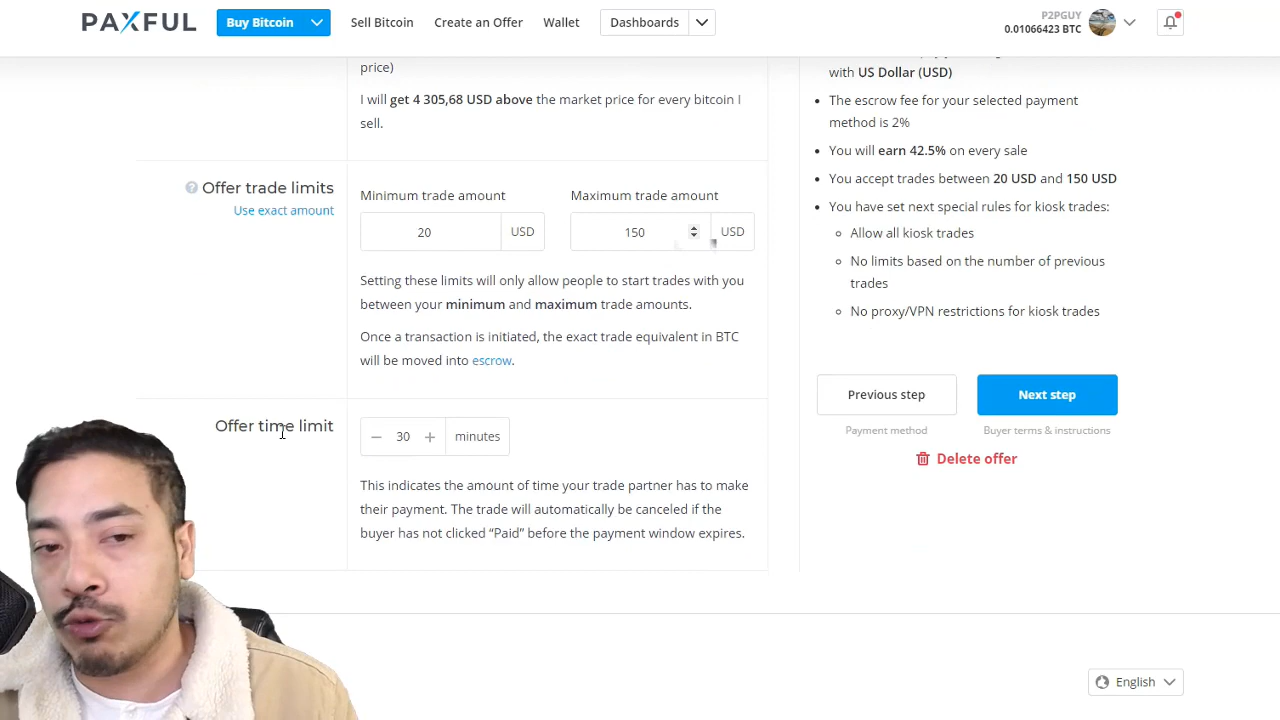 PAXFUL
Buy Bitcoin
Sell Bitcoin
Create an Offer
Wallet
Dashboards
P2PGUY
0.01066423 BTC
price)
I will get 4 305,68 USD above the market price for every bitcoin I
sell.
Offer trade limits
Use exact amount
Minimum trade amount
Maximum trade amount
20 USD
150 USD
Setting these limits will only allow people to start trades with you
between your minimum and maximum trade amounts.
Once a transaction is initiated, the exact trade equivalent in BTC
will be moved into escrow.
Offer time limit
30 minutes
This indicates the amount of time your trade partner has to make
their payment. The trade will automatically be canceled if the
buyer has not clicked “Paid” before the payment window expires.
with US Dollar (USD)
The escrow fee for your selected payment
method is 2%
You will earn 42.5% on every sale
You accept trades between 20 USD and 150 USD
You have set next special rules for kiosk trades:
Allow all kiosk trades
No limits based on the number of previous
trades
No proxy/VPN restrictions for kiosk trades
Previous step
Next step
Payment method
Buyer terms & instructions
Delete offer
English